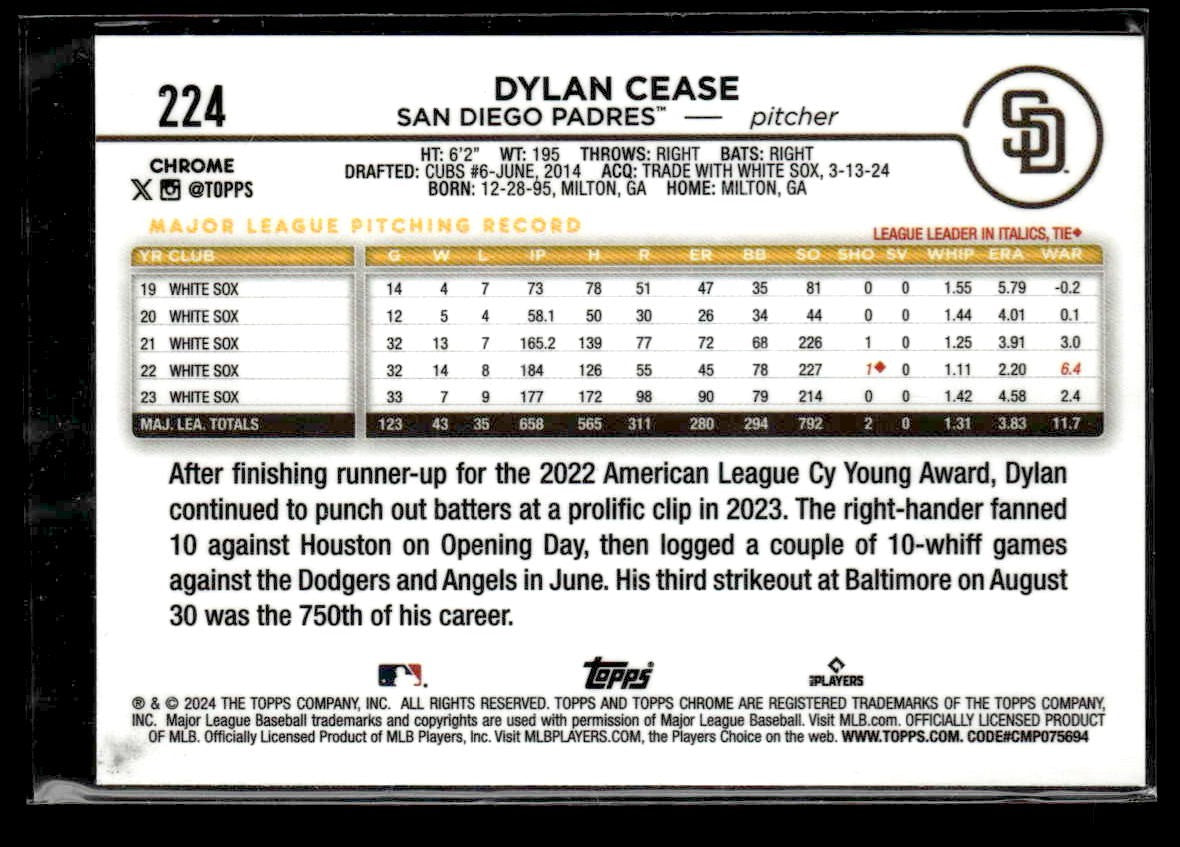 224
DYLAN CEASE
SAN DIEGO PADRES™ — pitcher
SD
CHROME
X @TOPPS
HT: 6'2" WT: 195 THROWS: RIGHT BATS: RIGHT
DRAFTED: CUBS #6-JUNE, 2014 ACQ: TRADE WITH WHITE SOX, 3-13-24
BORN: 12-28-95, MILTON, GA HOME: MILTON, GA
MAJOR LEAGUE PITCHING RECORD
LEAGUE LEADER IN ITALICS, TIE♦
YR CLUB G W L IP H R ER BB SO SHO SV WHIP ERA WAR
19 WHITE SOX 14 4 7 73 78 51 47 35 81 0 0 1.55 5.79 -0.2
20 WHITE SOX 12 5 4 58.1 50 30 26 34 44 0 0 1.44 4.01 0.1
21 WHITE SOX 32 13 7 165.2 139 77 72 68 226 1 0 1.25 3.91 3.0
22 WHITE SOX 32 14 8 184 126 55 45 78 227 1♦ 0 1.11 2.20 6.4
23 WHITE SOX 33 7 9 177 172 98 90 79 214 0 0 1.42 4.58 2.4
MAJ. LEA. TOTALS 123 43 35 658 565 311 280 294 792 2 0 1.31 3.83 11.7
After finishing runner-up for the 2022 American League Cy Young Award, Dylan
continued to punch out batters at a prolific clip in 2023. The right-hander fanned
10 against Houston on Opening Day, then logged a couple of 10-whiff games
against the Dodgers and Angels in June. His third strikeout at Baltimore on August
30 was the 750th of his career.
Topps®
PLAYERS
® & © 2024 THE TOPPS COMPANY, INC. ALL RIGHTS RESERVED. TOPPS AND TOPPS CHROME ARE REGISTERED TRADEMARKS OF THE TOPPS COMPANY,
INC. Major League Baseball trademarks and copyrights are used with permission of Major League Baseball. Visit MLB.com. OFFICIALLY LICENSED PRODUCT
OF MLB. Officially Licensed Product of MLB Players, Inc. Visit MLBPLAYERS.COM, the Players Choice on the web. WWW.TOPPS.COM. CODE#CMP075694